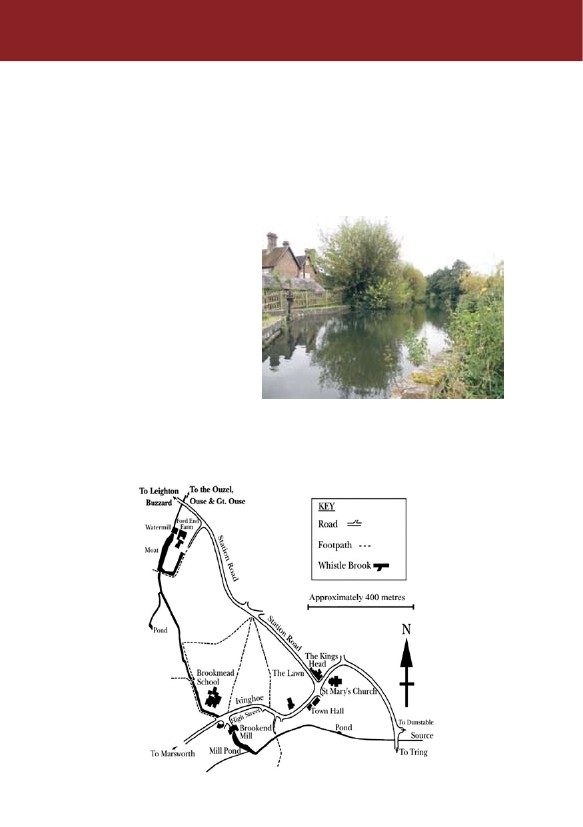 To Leighton
Buzzard
To the Ouzel,
Ouse & Gt. Ouse
Ford End
Farm
Watermill
Moat
Station Road
Pond
Station Road
KEY
Road
Footpath
Whistle Brook
Approximately 400 metres
N
The Kings
Head
The Lawn
St Mary's Church
Brookmead
School
Ivinghoe
High Street
Town Hall
Brookend
Mill
Mill Pond
Pond
To Marsworth
To Dunstable
Source
To Tring